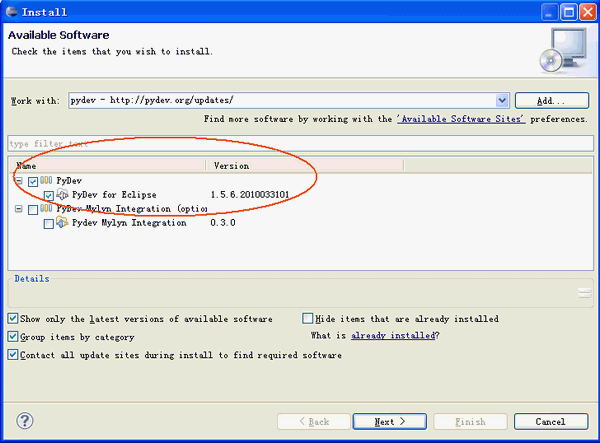 Install
Available Software
Check the items that you wish to install.
Work with: pydev - http://pydev.org/updates/ Add...
Find more software by working with the 'Available Software Sites' preferences.
type filter text
Name Version
PyDev
PyDev for Eclipse 1.5.6.2010033101
PyDev Mylyn Integration (option
Pydev Mylyn Integration 0.3.0
Details
Show only the latest versions of available software Hide items that are already installed
Group items by category What is already installed?
Contact all update sites during install to find required software
? < Back Next > Finish Cancel